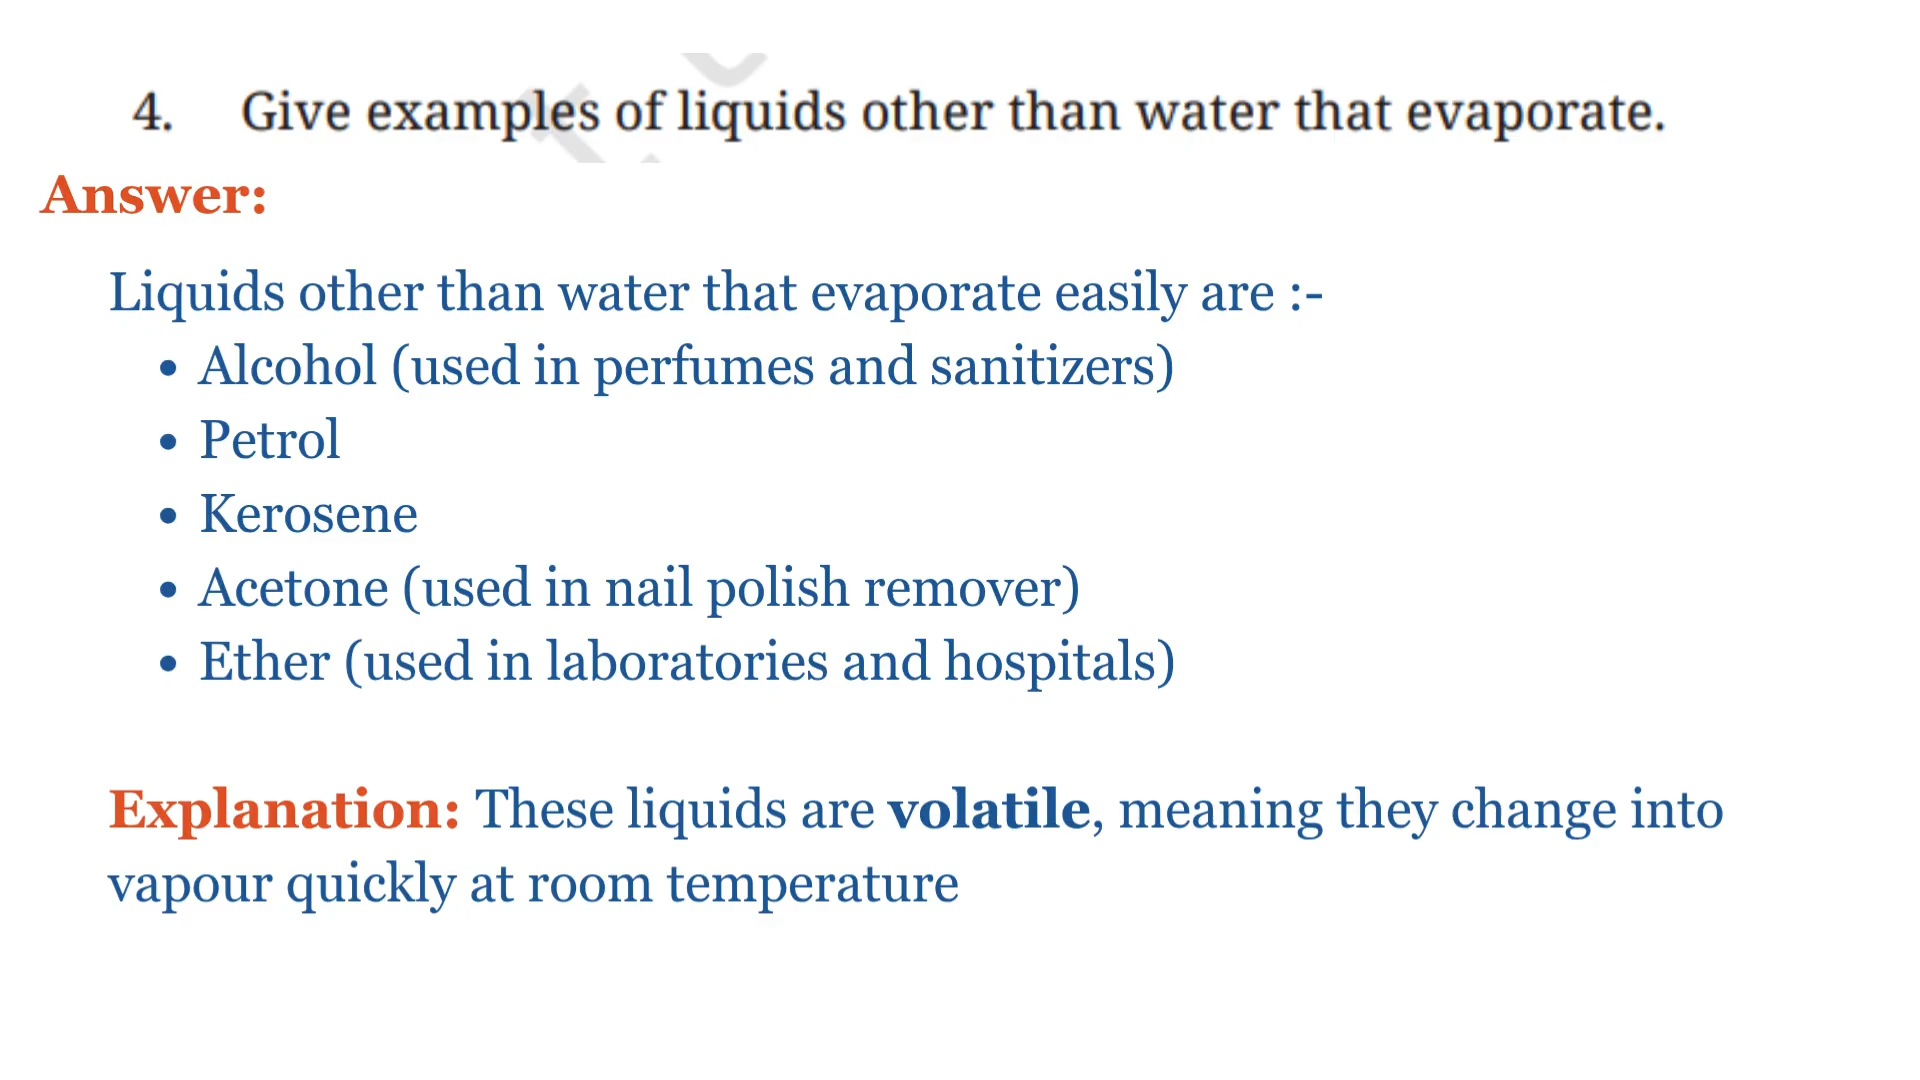 4. Give examples of liquids other than water that evaporate.
Answer:
Liquids other than water that evaporate easily are :-
• Alcohol (used in perfumes and sanitizers)
• Petrol
• Kerosene
• Acetone (used in nail polish remover)
• Ether (used in laboratories and hospitals)
Explanation: These liquids are volatile, meaning they change into
vapour quickly at room temperature